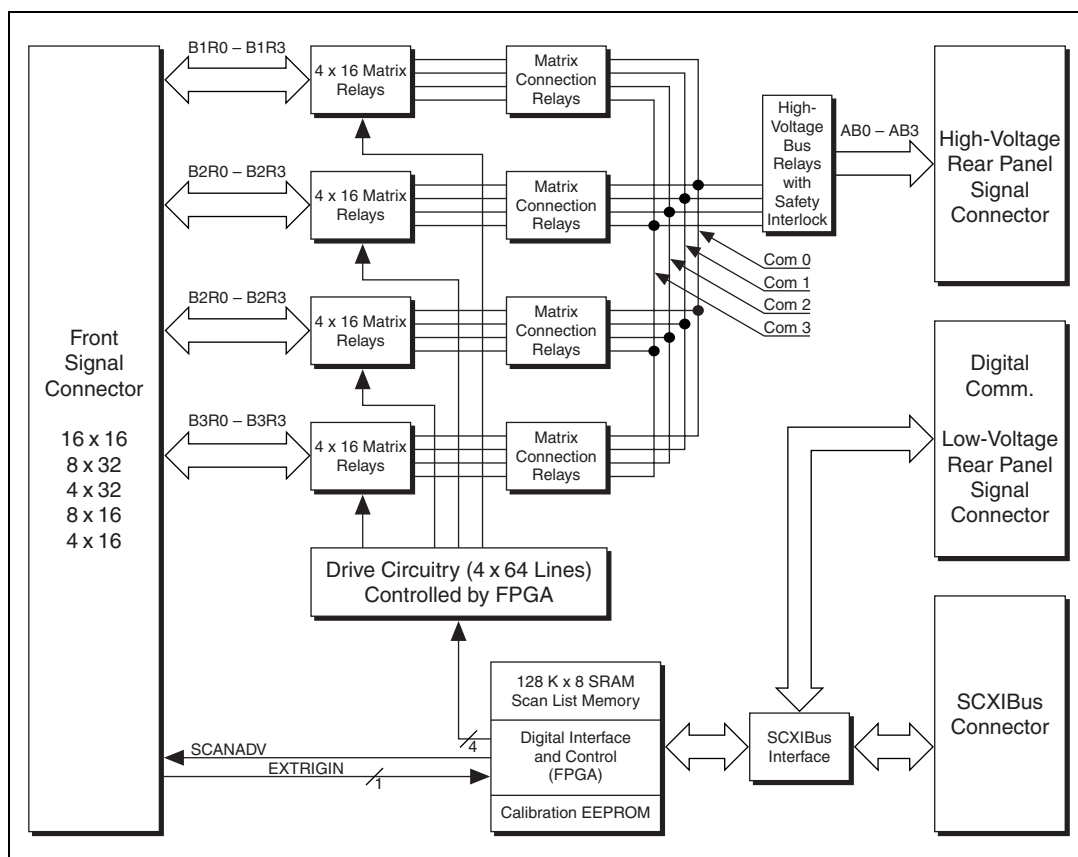 B1R0 – B1R3
4 x 16 Matrix
Relays
Matrix
Connection
Relays
High-
Voltage
Bus
Relays
with
Safety
Interlock
AB0 – AB3
High-Voltage
Rear Panel
Signal
Connector
B2R0 – B2R3
4 x 16 Matrix
Relays
Matrix
Connection
Relays
Com 0
Com 1
Com 2
Com 3
B2R0 – B2R3
4 x 16 Matrix
Relays
Matrix
Connection
Relays
Front
Signal
Connector
16 x 16
8 x 32
4 x 32
8 x 16
4 x 16
Digital
Comm.
Low-Voltage
Rear Panel
Signal
Connector
B3R0 – B3R3
4 x 16 Matrix
Relays
Matrix
Connection
Relays
Drive Circuitry (4 x 64 Lines)
Controlled by FPGA
128 K x 8 SRAM
Scan List Memory
4
Digital Interface
and Control
(FPGA)
Calibration EEPROM
SCANADV
EXTRIGIN
1
SCXIBus
Interface
SCXIBus
Connector